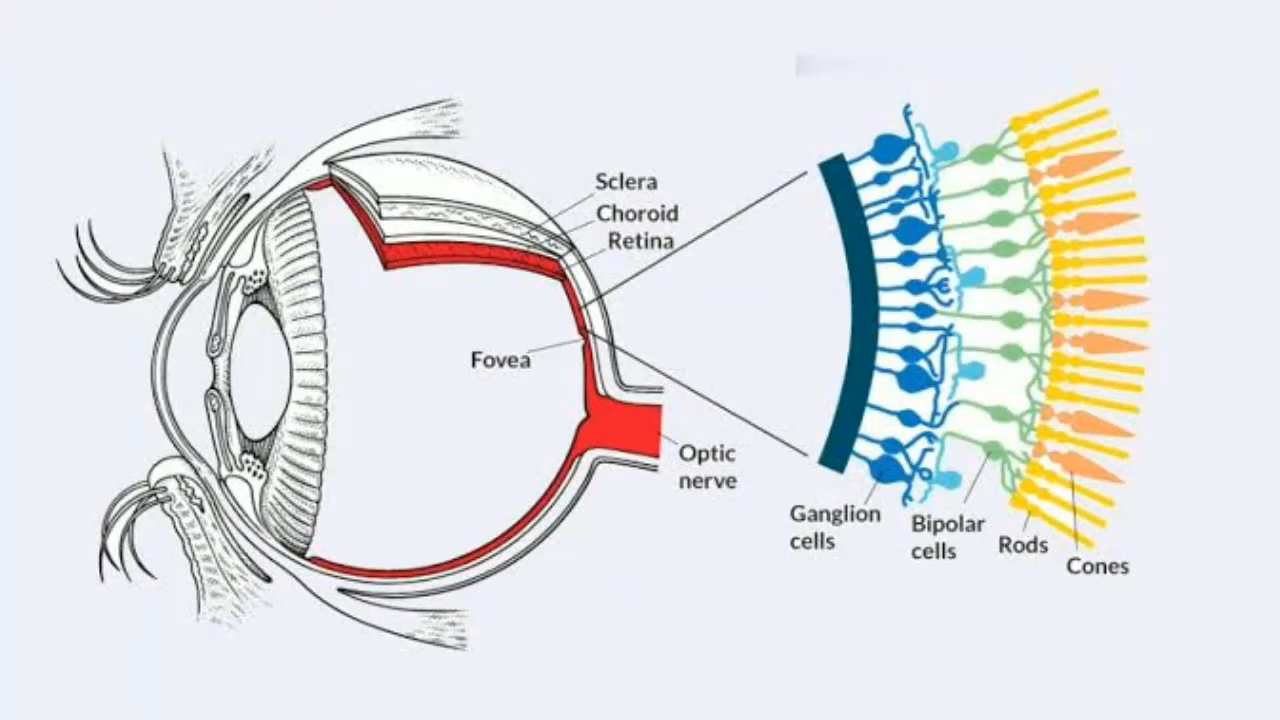 Sclera
Choroid
Retina
Fovea
Optic
nerve
Ganglion
cells
Bipolar
cells
Rods
Cones